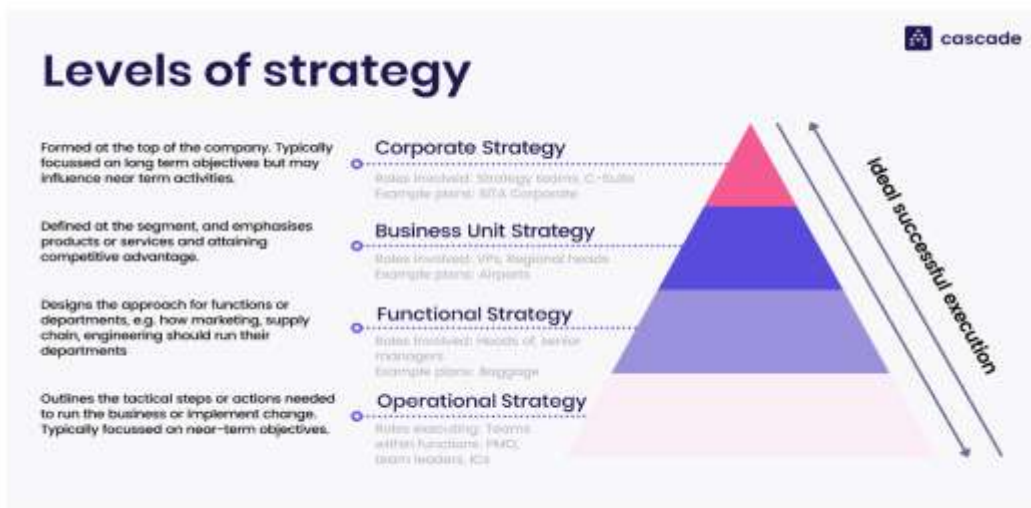 cascade
Levels of strategy
Formed at the top of the company. Typically
focussed on long term objectives but may
influence near term activities.
Corporate Strategy
Roles involved: Strategy teams, C-Suite
Example plans: SITA Corporate
Defined at the segment, and emphasises
products or services and attaining
competitive advantage.
Business Unit Strategy
Roles involved: VPs, Regional heads
Example plans: Airports
Designs the approach for functions or
departments, e.g. how marketing, supply
chain, engineering should run their
departments
Functional Strategy
Roles involved: Heads of, senior
managers
Example plans: Baggage
Outlines the tactical steps or actions needed
to run the business or implement change.
Typically focussed on near-term objectives.
Operational Strategy
Roles executing: Teams
within functions, PMO,
team leaders, ICs
Ideal successful execution